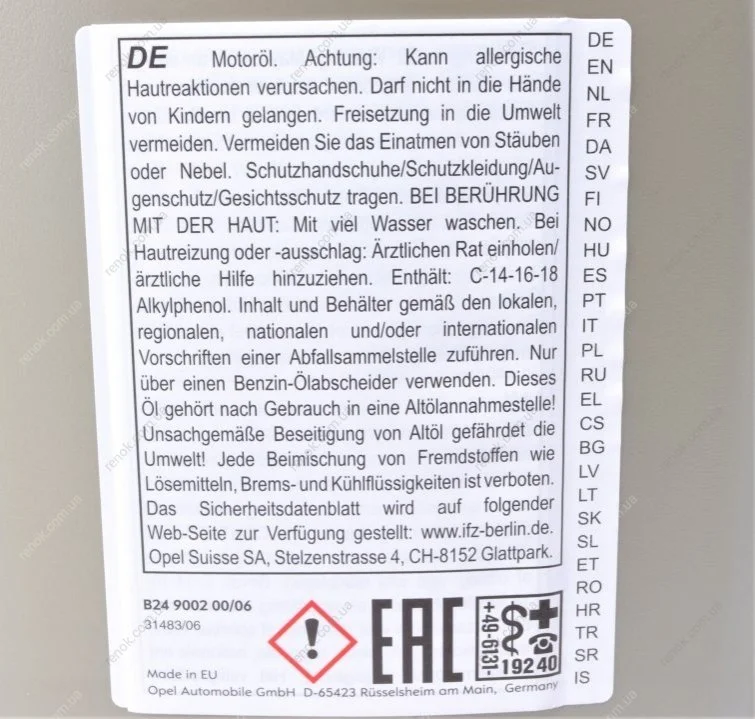 DE Motoröl. Achtung: Kann allergische
Hautreaktionen verursachen. Darf nicht in die Hände
von Kindern gelangen. Freisetzung in die Umwelt
vermeiden. Vermeiden Sie das Einatmen von Stäuben
oder Nebel. Schutzhandschuhe/Schutzkleidung/Au-
genschutz/Gesichtsschutz tragen. BEI BERÜHRUNG
MIT DER HAUT: Mit viel Wasser waschen. Bei
Hautreizung oder -ausschlag: Ärztlichen Rat einholen/
ärztliche Hilfe hinzuziehen. Enthält: C-14-16-18
Alkylphenol. Inhalt und Behälter gemäß den lokalen,
regionalen, nationalen und/oder internationalen
Vorschriften einer Abfallsammelstelle zuführen. Nur
über einen Benzin-Ölabscheider verwenden. Dieses
Öl gehört nach Gebrauch in eine Altölannahmestelle!
Unsachgemäße Beseitigung von Altöl gefährdet die
Umwelt! Jede Beimischung von Fremdstoffen wie
Lösemitteln, Brems- und Kühlflüssigkeiten ist verboten.
Das Sicherheitsdatenblatt wird auf folgender
Web-Seite zur Verfügung gestellt: www.ifz-berlin.de.
Opel Suisse SA, Stelzenstrasse 4, CH-8152 Glattpark.
DE
EN
NL
FR
DA
SV
FI
NO
HU
ES
PT
IT
PL
RU
EL
CS
BG
LV
LT
SK
SL
ET
RO
HR
TR
SR
IS
B24 9002 00/06
31483/06
EAC
+49-6131-
19240
Made in EU
Opel Automobile GmbH D-65423 Rüsselsheim am Main, Germany
renok.com.ua